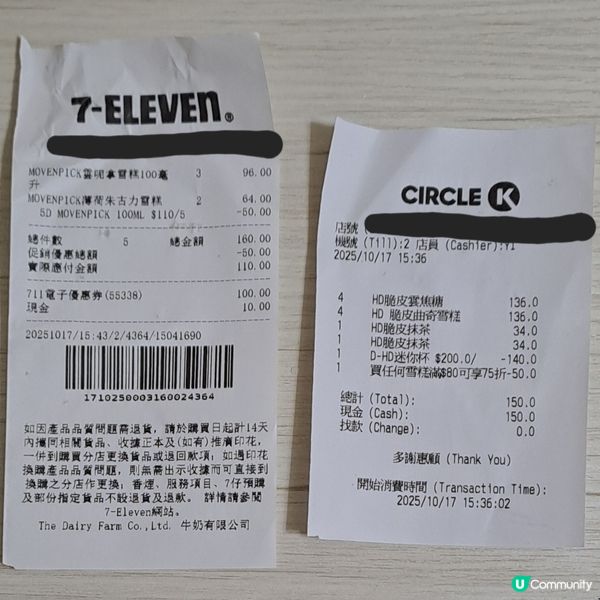 7-ELEVEN®
MOVENPICK雲呢拿雪糕100毫 3 96.00
升
MOVENPICK薄荷朱古力雪糕 2 64.00
5D MOVENPICK 100ML $110/5 -50.00
總件數 5 總金額 160.00
促銷優惠總額 -50.00
實際應付金額 110.00
711電子優惠券(55338) 100.00
現金 10.00
20251017/15:43/2/4364/15041690
1710250003160024364
如因產品品質問題需退貨, 請於購買日起計14天
內攜同相關貨品、收據正本及(如有)推廣印花,
一併到購買分店更換貨品或退回款項; 如遇印花
換購產品品質問題, 則無需出示收據而可直接到
換購之分店作更換; 香煙、服務項目、7仔預購
及部份指定貨品不設退貨及退款。 詳情請參閱
7-Eleven網站。
The Dairy Farm Co.,Ltd. 牛奶有限公司
CIRCLE K
店號
機號 (Till):2 店員 (Cashier):YI
2025/10/17 15:36
4 HD脆皮雲焦糖 136.0
4 HD 脆皮曲奇雪糕 136.0
1 HD脆皮抹茶 34.0
1 HD脆皮抹茶 34.0
1 D-HD迷你杯 $200.0/ -140.0
1 買任何雪糕滿$80可享75折-50.0
總計 (Total): 150.0
現金 (Cash): 150.0
找款 (Change): 0.0
多謝惠顧 (Thank You)
開始消費時間 (Transaction Time):
2025/10/17 15:36:02
U Community